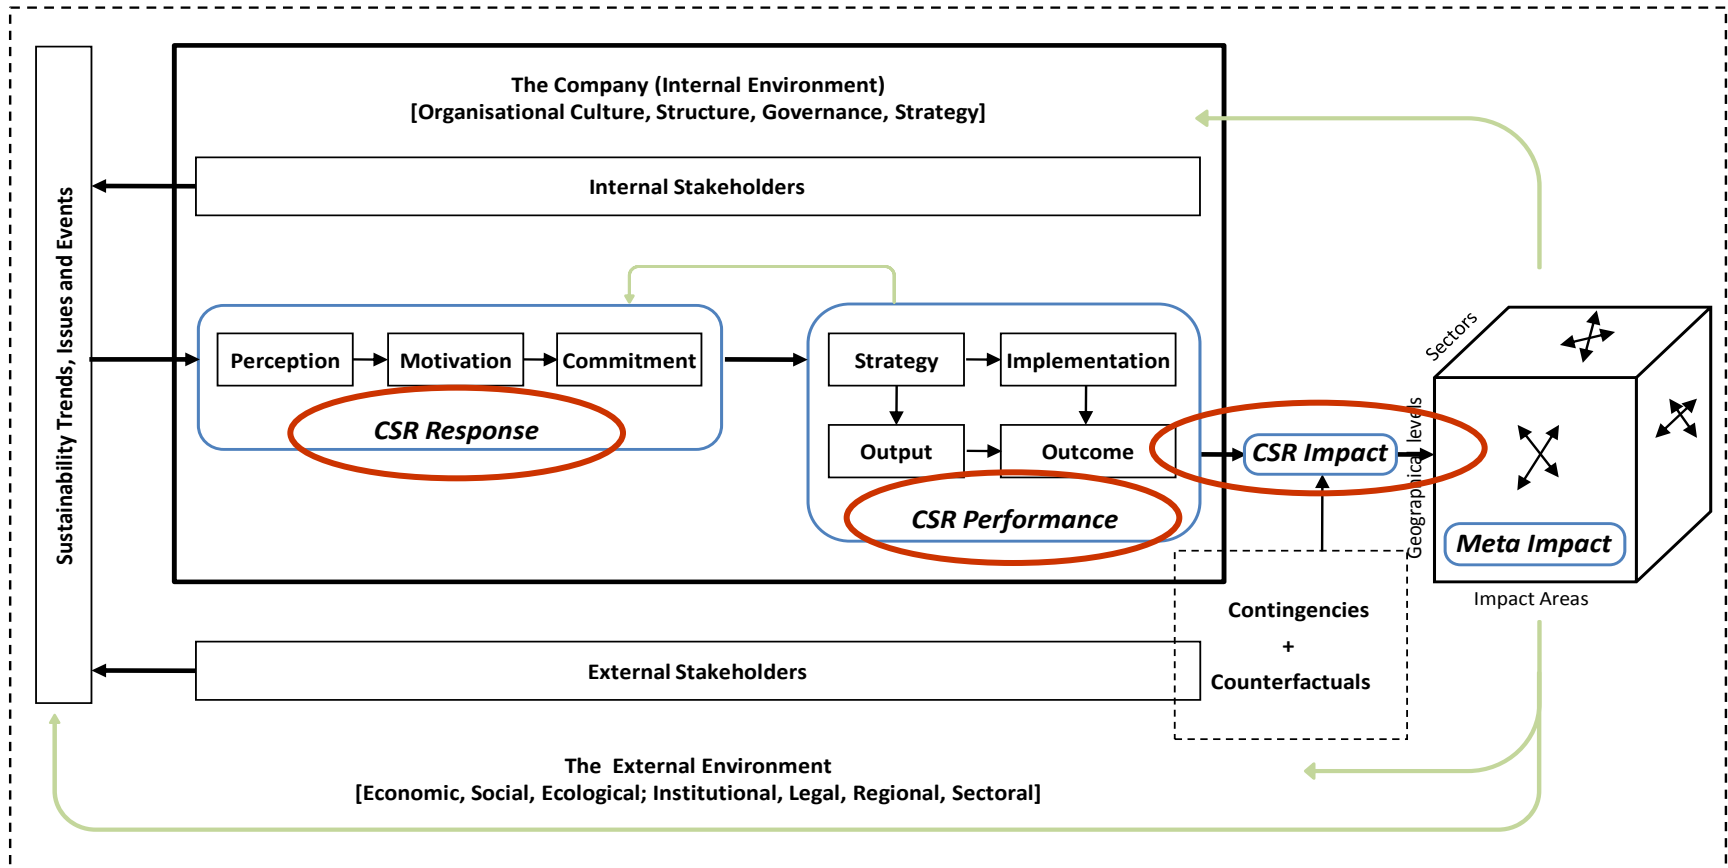 The Company (Internal Environment)
[Organisational Culture, Structure, Governance, Strategy]
Sustainability Trends, Issues and Events
Internal Stakeholders
Perception
Motivation
Commitment
CSR Response
Strategy
Implementation
Output
Outcome
CSR Performance
CSR Impact
Sectors
Geographical levels
Meta Impact
Impact Areas
Contingencies
+
Counterfactuals
External Stakeholders
The External Environment
[Economic, Social, Ecological; Institutional, Legal, Regional, Sectoral]